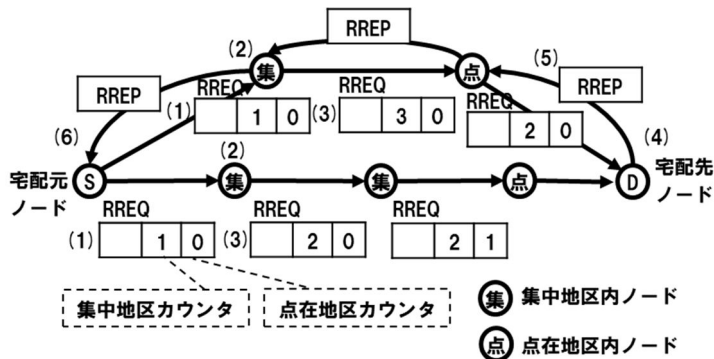 RREP
(2)
集
点
(5)
RREP
RREP
RREQ
(1)
1 0
(3)
RREQ
3 0
RREQ
2 0
(6)
(4)
宅配元
ノード
S
(2)
集
集
点
D
宅配先
ノード
RREQ
(1)
1 0
RREQ
(3)
2 0
RREQ
2 1
集中地区カウンタ
点在地区カウンタ
集 集中地区内ノード
点 点在地区内ノード